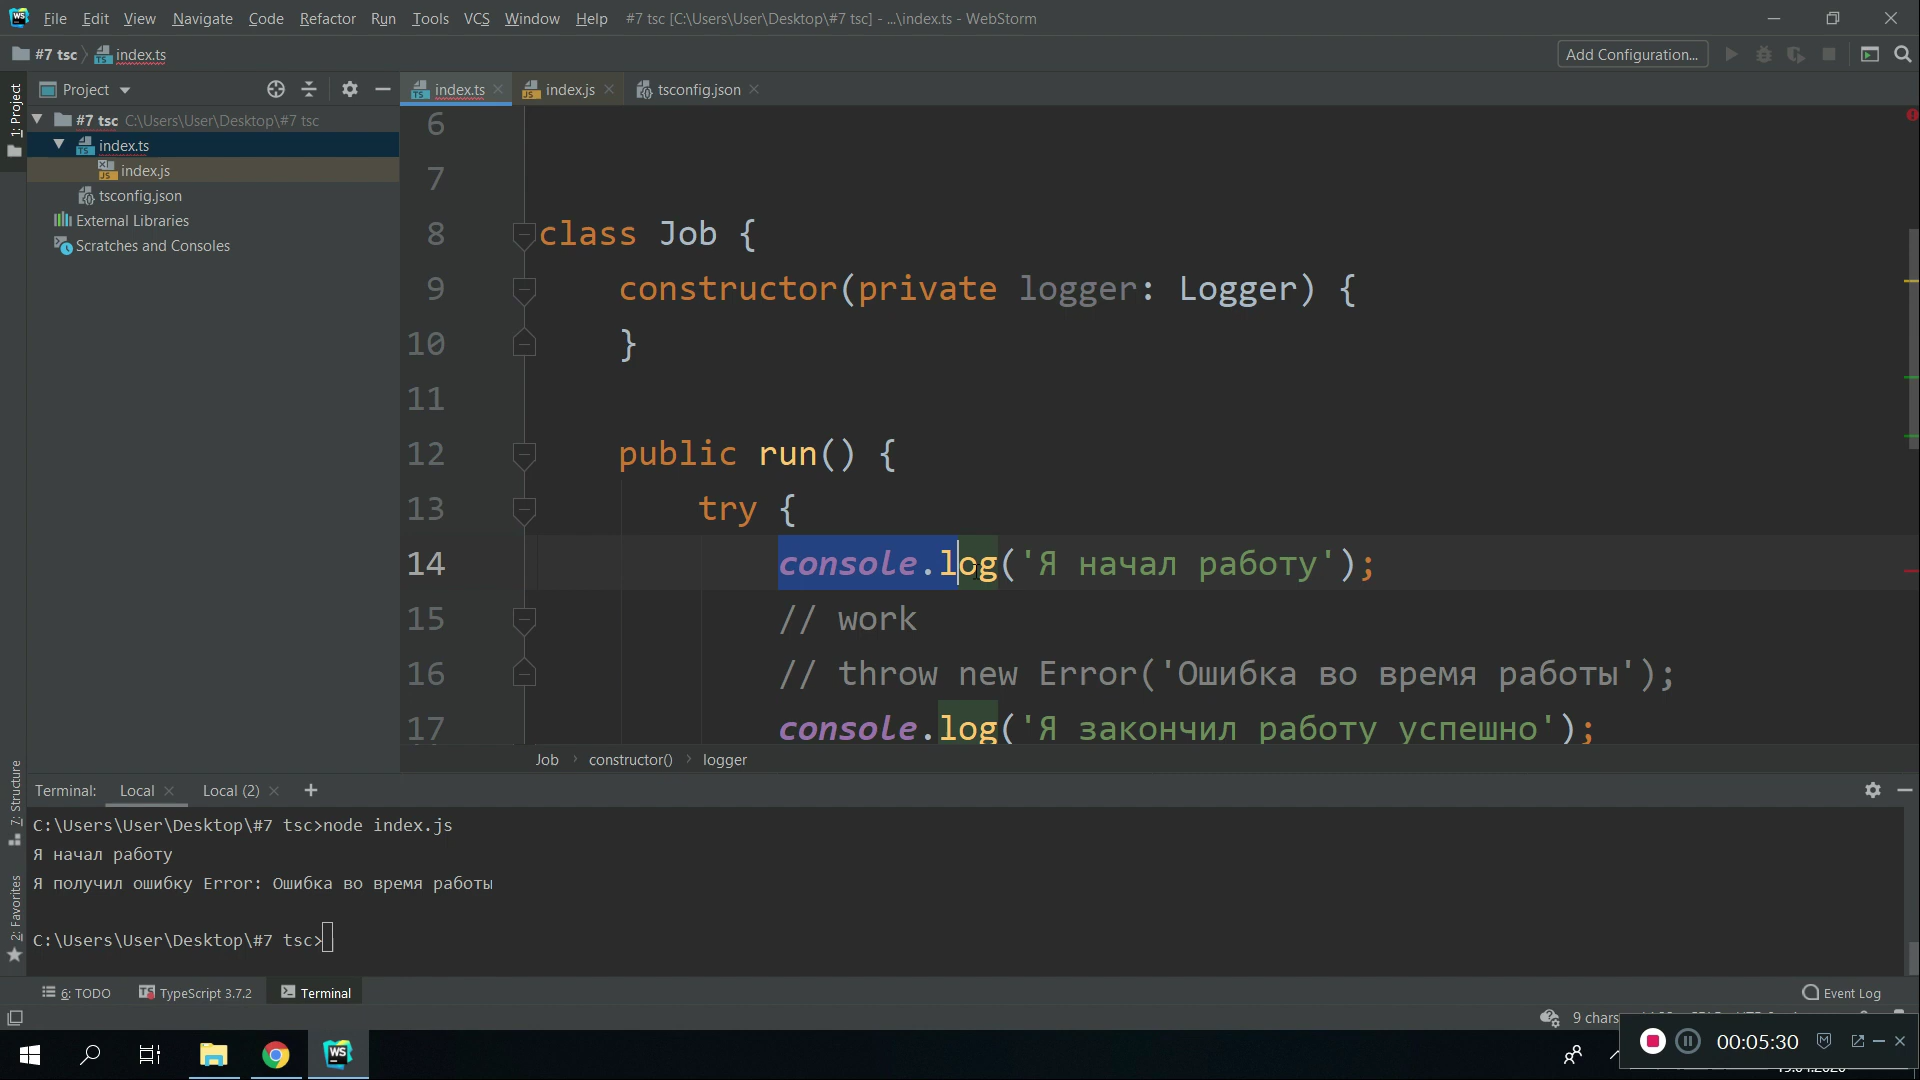 File Edit View Navigate Code Refactor Run Tools VCS Window Help #7 tsc [C:\Users\User\Desktop\#7 tsc] - ...\index.ts - WebStorm
#7 tsc index.ts Add Configuration...
1: Project
Project
index.ts index.js tsconfig.json
#7 tsc C:\Users\User\Desktop\#7 tsc
index.ts
index.js
tsconfig.json
External Libraries
Scratches and Consoles
6
7
8 class Job {
9 constructor(private logger: Logger) {
10 }
11
12 public run() {
13 try {
14 console.log('Я начал работу');
15 // work
16 // throw new Error('Ошибка во время работы');
17 console.log('Я закончил работу успешно');
Job constructor() logger
7: Structure
2: Favorites
Terminal: Local Local (2) +
C:\Users\User\Desktop\#7 tsc>node index.js
Я начал работу
Я получил ошибку Error: Ошибка во время работы
C:\Users\User\Desktop\#7 tsc>
6: TODO TypeScript 3.7.2 Terminal Event Log
9 chars
00:05:30